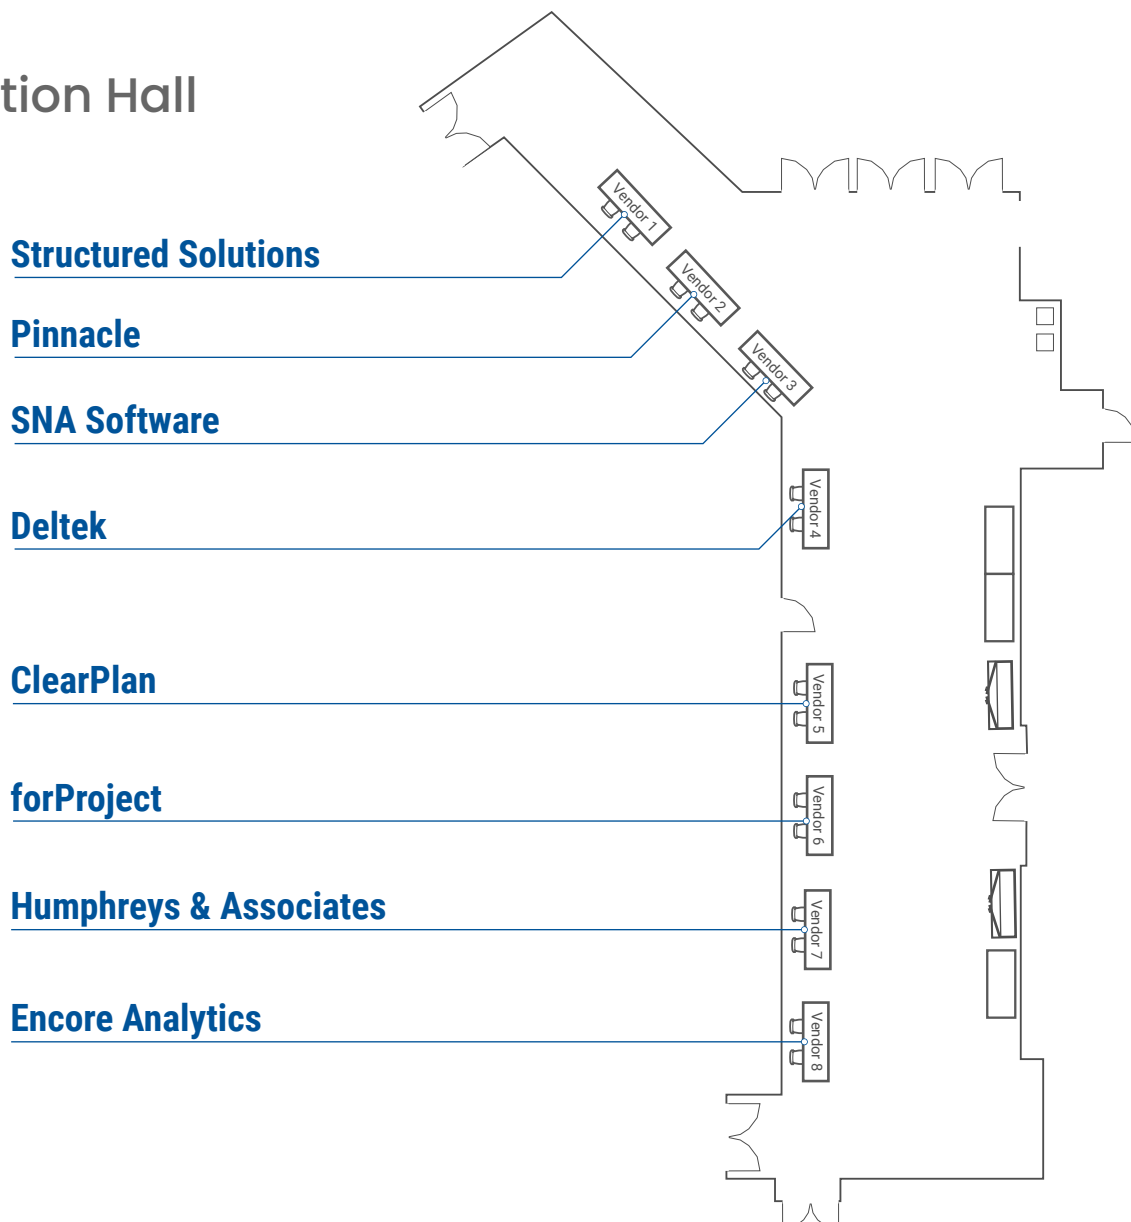 tion Hall
Vendor 1
Structured Solutions
Vendor 2
Pinnacle
Vendor 3
SNA Software
Vendor 4
Deltek
Vendor 5
ClearPlan
Vendor 6
forProject
Vendor 7
Humphreys & Associates
Vendor 8
Encore Analytics